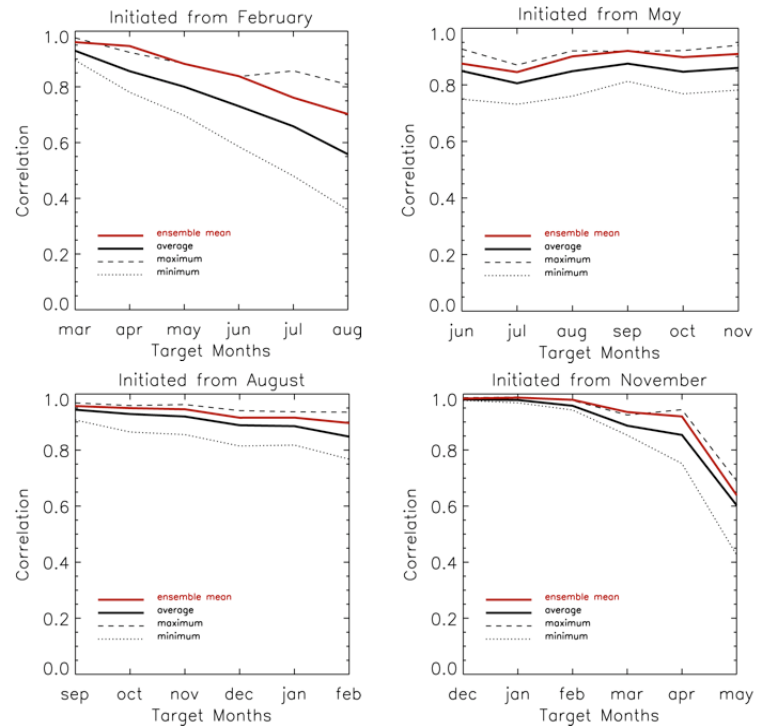 Initiated from February
1.0
0.8
0.6
0.4
0.2
0.0
Correlation
ensemble mean
average
maximum
minimum
mar apr may jun jul aug
Target Months
Initiated from May
1.0
0.8
0.6
0.4
0.2
0.0
Correlation
ensemble mean
average
maximum
minimum
jun jul aug sep oct nov
Target Months
Initiated from August
1.0
0.8
0.6
0.4
0.2
0.0
Correlation
ensemble mean
average
maximum
minimum
sep oct nov dec jan feb
Target Months
Initiated from November
1.0
0.8
0.6
0.4
0.2
0.0
Correlation
ensemble mean
average
maximum
minimum
dec jan feb mar apr may
Target Months